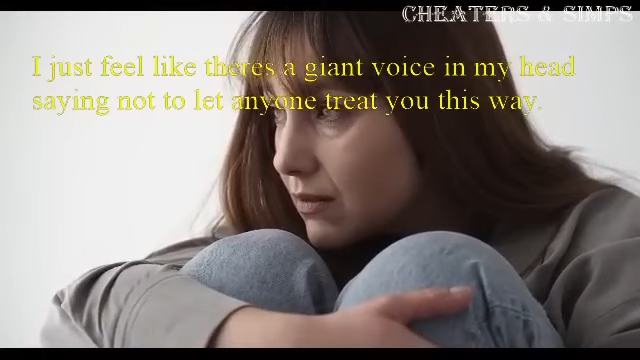 CHEATERS & SIMPS
I just feel like theres a giant voice in my head
saying not to let anyone treat you this way.